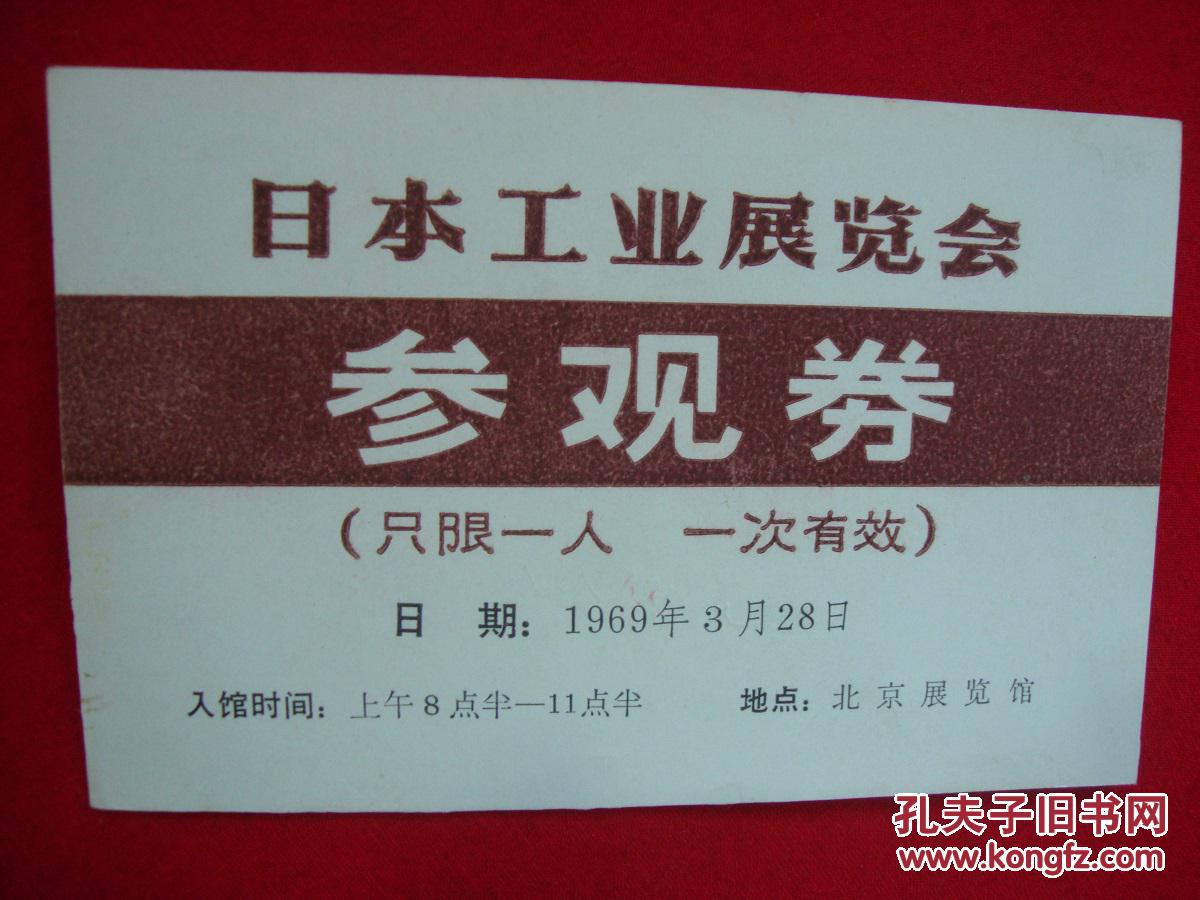 日本工业展览会
参观券
(只限一人 一次有效)
日 期：1969年3月28日
入馆时间：上午8点半—11点半 地点：北京展览馆
孔夫子旧书网
www.kongfz.com